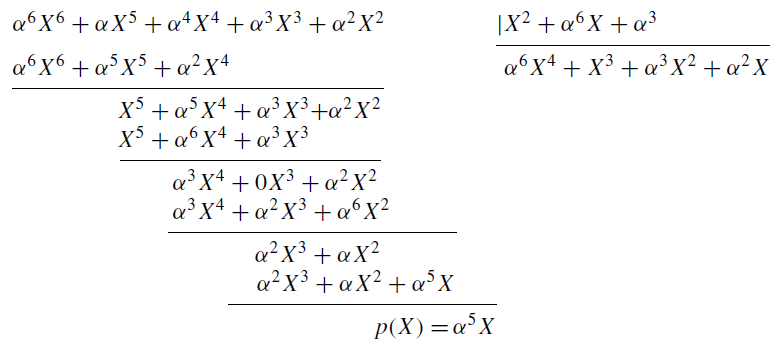 α⁶X⁶ + αX⁵ + α⁴X⁴ + α³X³ + α²X² |X² + α⁶X + α³
α⁶X⁶ + α⁵X⁵ + α²X⁴ α⁶X⁴ + X³ + α³X² + α²X
X⁵ + α⁵X⁴ + α³X³+α²X²
X⁵ + α⁶X⁴ + α³X³
α³X⁴ + 0X³ + α²X²
α³X⁴ + α²X³ + α⁶X²
α²X³ + αX²
α²X³ + αX² + α⁵X
p(X) = α⁵X